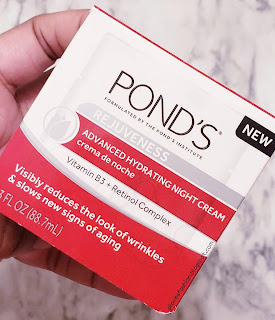 POND'S
FORMULATED BY THE POND'S INSTITUTE
NEW
REJUVENESS
ADVANCED HYDRATING NIGHT CREAM
crema de noche
Vitamin B3 + Retinol Complex
Visibly reduces the look of wrinkles
& slows new signs of aging
3 FL OZ (88.7mL)